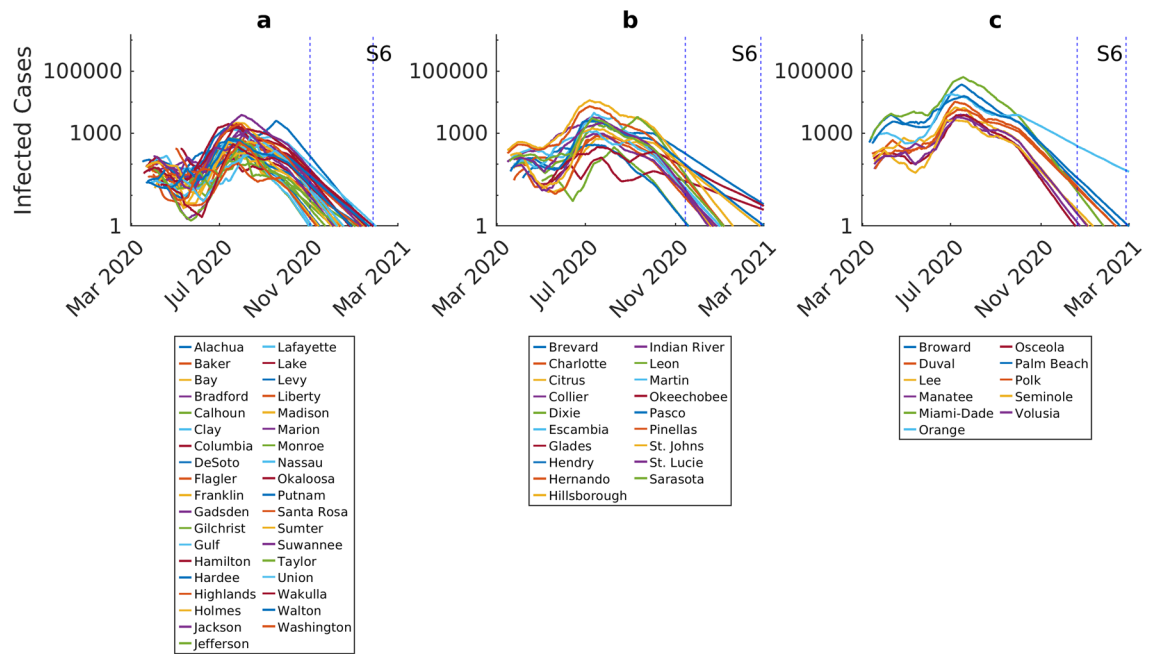 a
b
c
Infected Cases
100000
1000
1
S6
Mar 2020
Jul 2020
Nov 2020
Mar 2021
100000
1000
1
S6
Mar 2020
Jul 2020
Nov 2020
Mar 2021
100000
1000
1
S6
Mar 2020
Jul 2020
Nov 2020
Mar 2021
Alachua
Baker
Bay
Bradford
Calhoun
Clay
Columbia
DeSoto
Flagler
Franklin
Gadsden
Gilchrist
Gulf
Hamilton
Hardee
Highlands
Holmes
Jackson
Jefferson
Lafayette
Lake
Levy
Liberty
Madison
Marion
Monroe
Nassau
Okaloosa
Putnam
Santa Rosa
Sumter
Suwannee
Taylor
Union
Wakulla
Walton
Washington
Brevard
Charlotte
Citrus
Collier
Dixie
Escambia
Glades
Hendry
Hernando
Hillsborough
Indian River
Leon
Martin
Okeechobee
Pasco
Pinellas
St. Johns
St. Lucie
Sarasota
Broward
Duval
Lee
Manatee
Miami-Dade
Orange
Osceola
Palm Beach
Polk
Seminole
Volusia